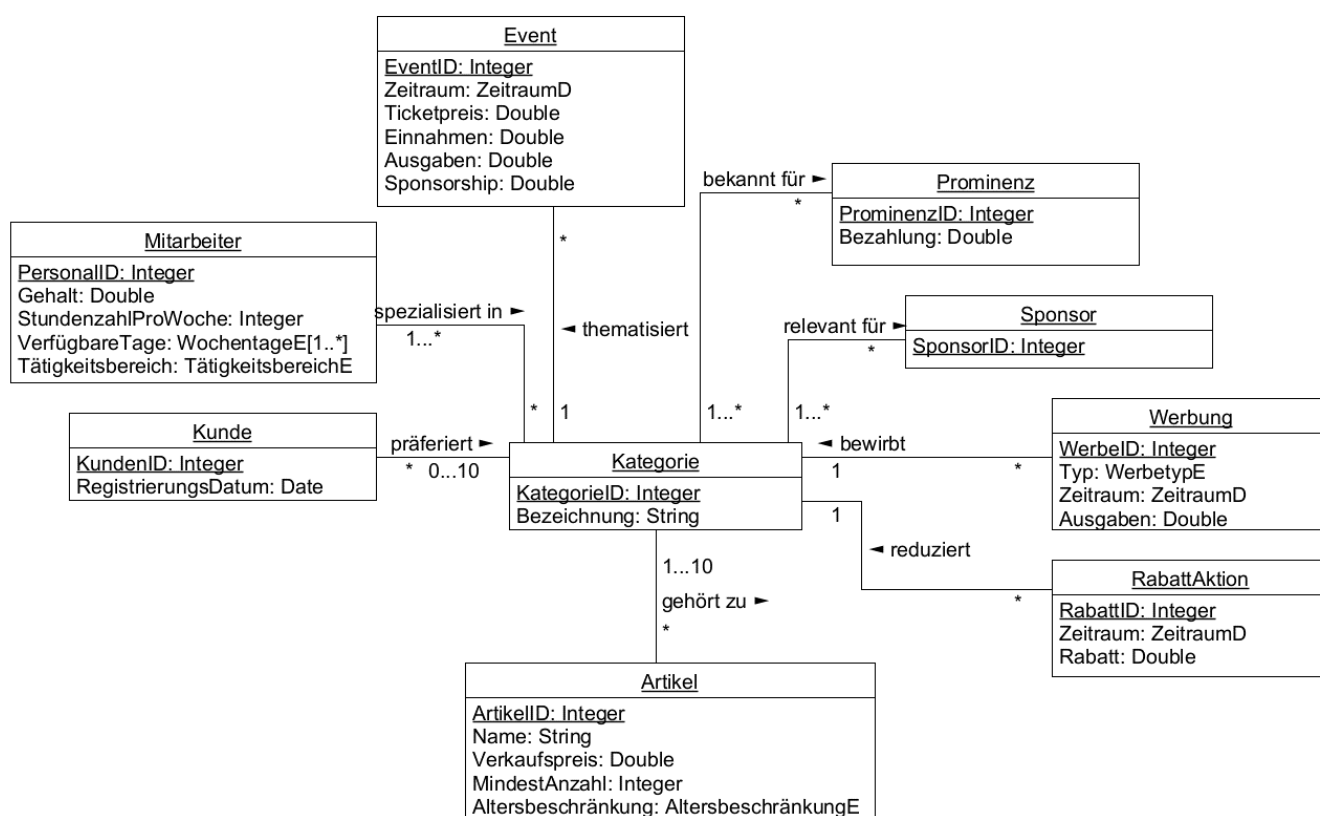 Event
EventID: Integer
Zeitraum: ZeitraumD
Ticketpreis: Double
Einnahmen: Double
Ausgaben: Double
Sponsorship: Double
bekannt für ►
*
Prominenz
ProminenzID: Integer
Bezahlung: Double
Mitarbeiter
PersonalID: Integer
Gehalt: Double
StundenzahlProWoche: Integer
VerfügbareTage: WochentageE[1..*]
Tätigkeitsbereich: TätigkeitsbereichE
*
spezialisiert in ►
1...*
◄ thematisiert
relevant für ►
*
Sponsor
SponsorID: Integer
*
1
1...*
1...*
Kunde
KundenID: Integer
RegistrierungsDatum: Date
präferiert ►
* 0...10
Kategorie
KategorieID: Integer
Bezeichnung: String
◄ bewirbt
1
*
Werbung
WerbeID: Integer
Typ: WerbetypE
Zeitraum: ZeitraumD
Ausgaben: Double
1
◄ reduziert
*
RabattAktion
RabattID: Integer
Zeitraum: ZeitraumD
Rabatt: Double
1...10
gehört zu ►
*
Artikel
ArtikelID: Integer
Name: String
Verkaufspreis: Double
MindestAnzahl: Integer
Altersbeschränkung: AltersbeschränkungE